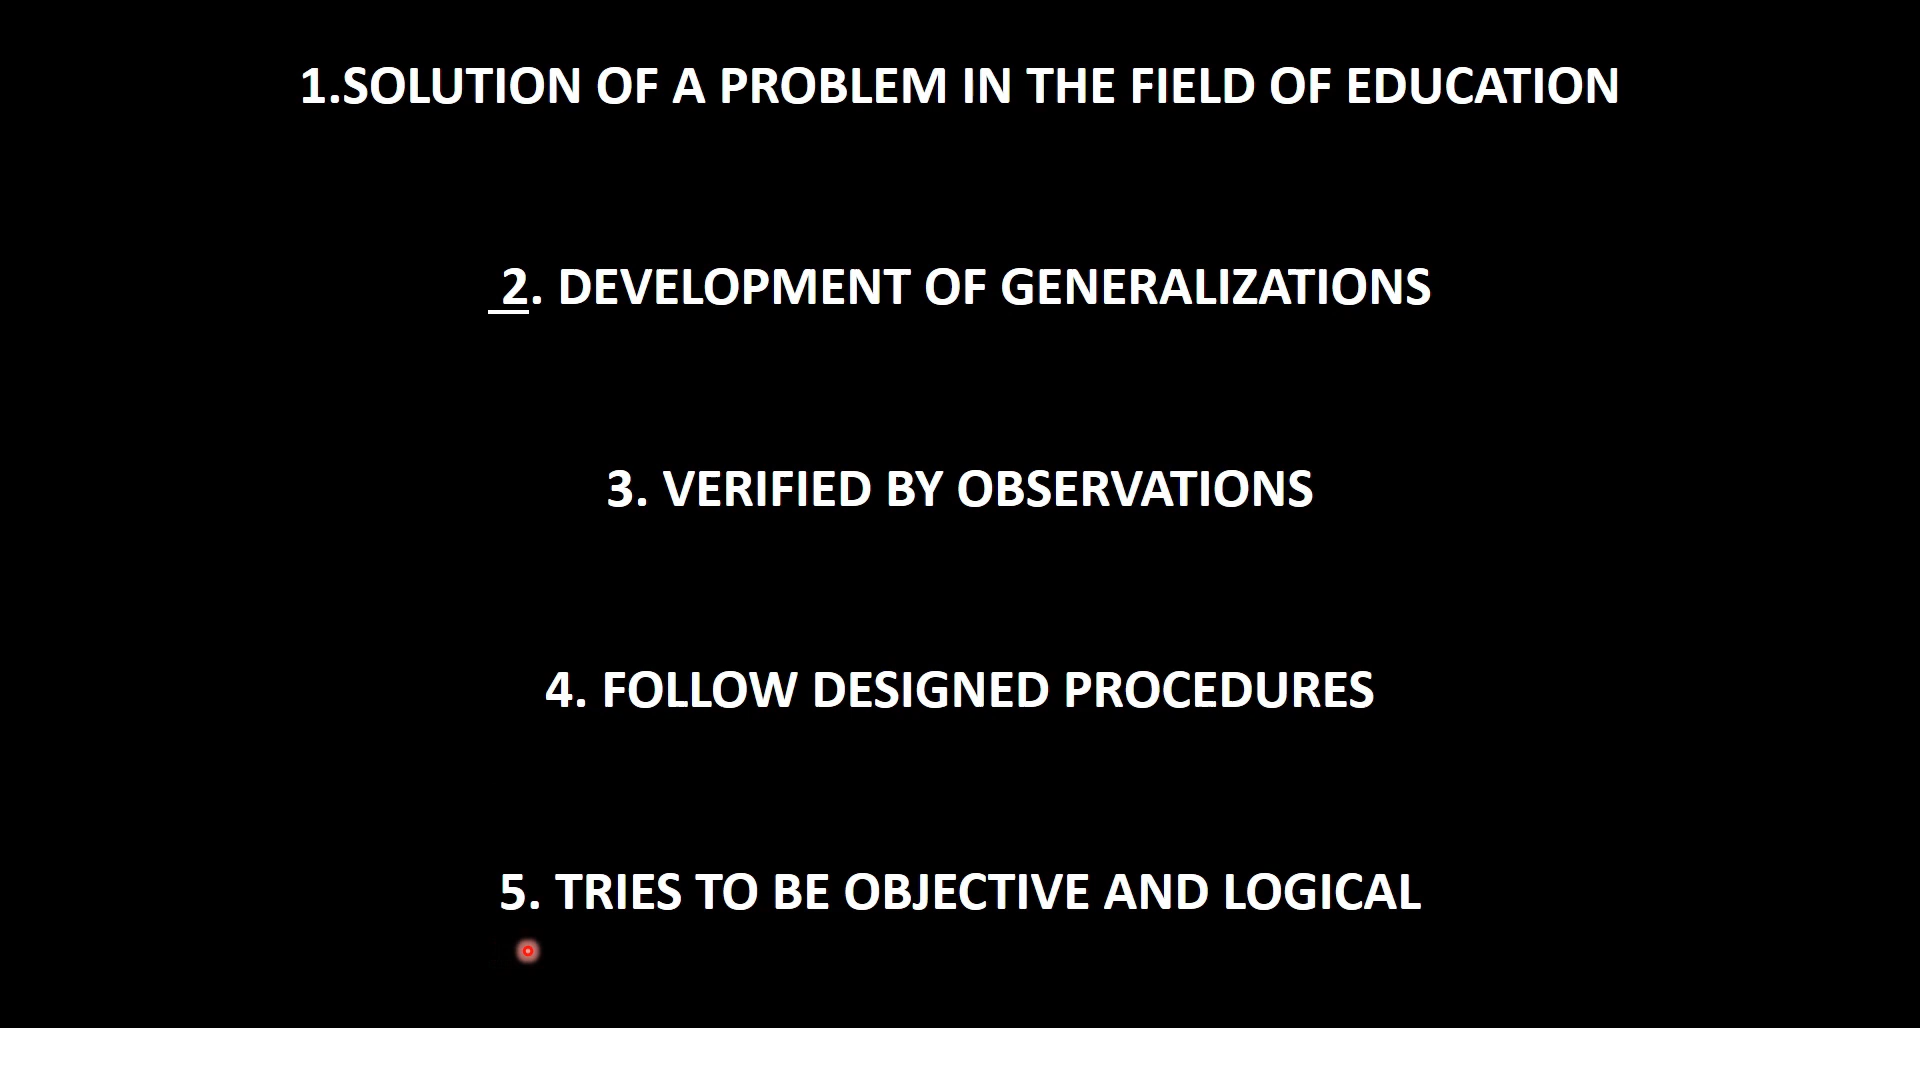 1.SOLUTION OF A PROBLEM IN THE FIELD OF EDUCATION
2. DEVELOPMENT OF GENERALIZATIONS
3. VERIFIED BY OBSERVATIONS
4. FOLLOW DESIGNED PROCEDURES
5. TRIES TO BE OBJECTIVE AND LOGICAL